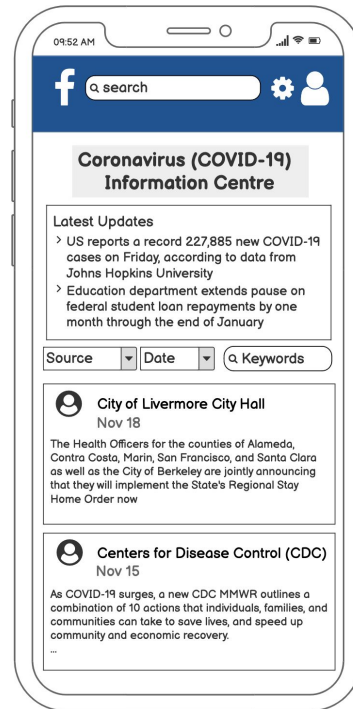 09:52 AM
f
search
Coronavirus (COVID-19)
Information Centre
Latest Updates
> US reports a record 227,885 new COVID-19
cases on Friday, according to data from
Johns Hopkins University
> Education department extends pause on
federal student loan repayments by one
month through the end of January
Source Date Keywords
City of Livermore City Hall
Nov 18
The Health Officers for the counties of Alameda,
Contra Costa, Marin, San Francisco, and Santa Clara
as well as the City of Berkeley are jointly announcing
that they will implement the State's Regional Stay
Home Order now
Centers for Disease Control (CDC)
Nov 15
As COVID-19 surges, a new CDC MMWR outlines a
combination of 10 actions that individuals, families, and
communities can take to save lives, and speed up
community and economic recovery.
...